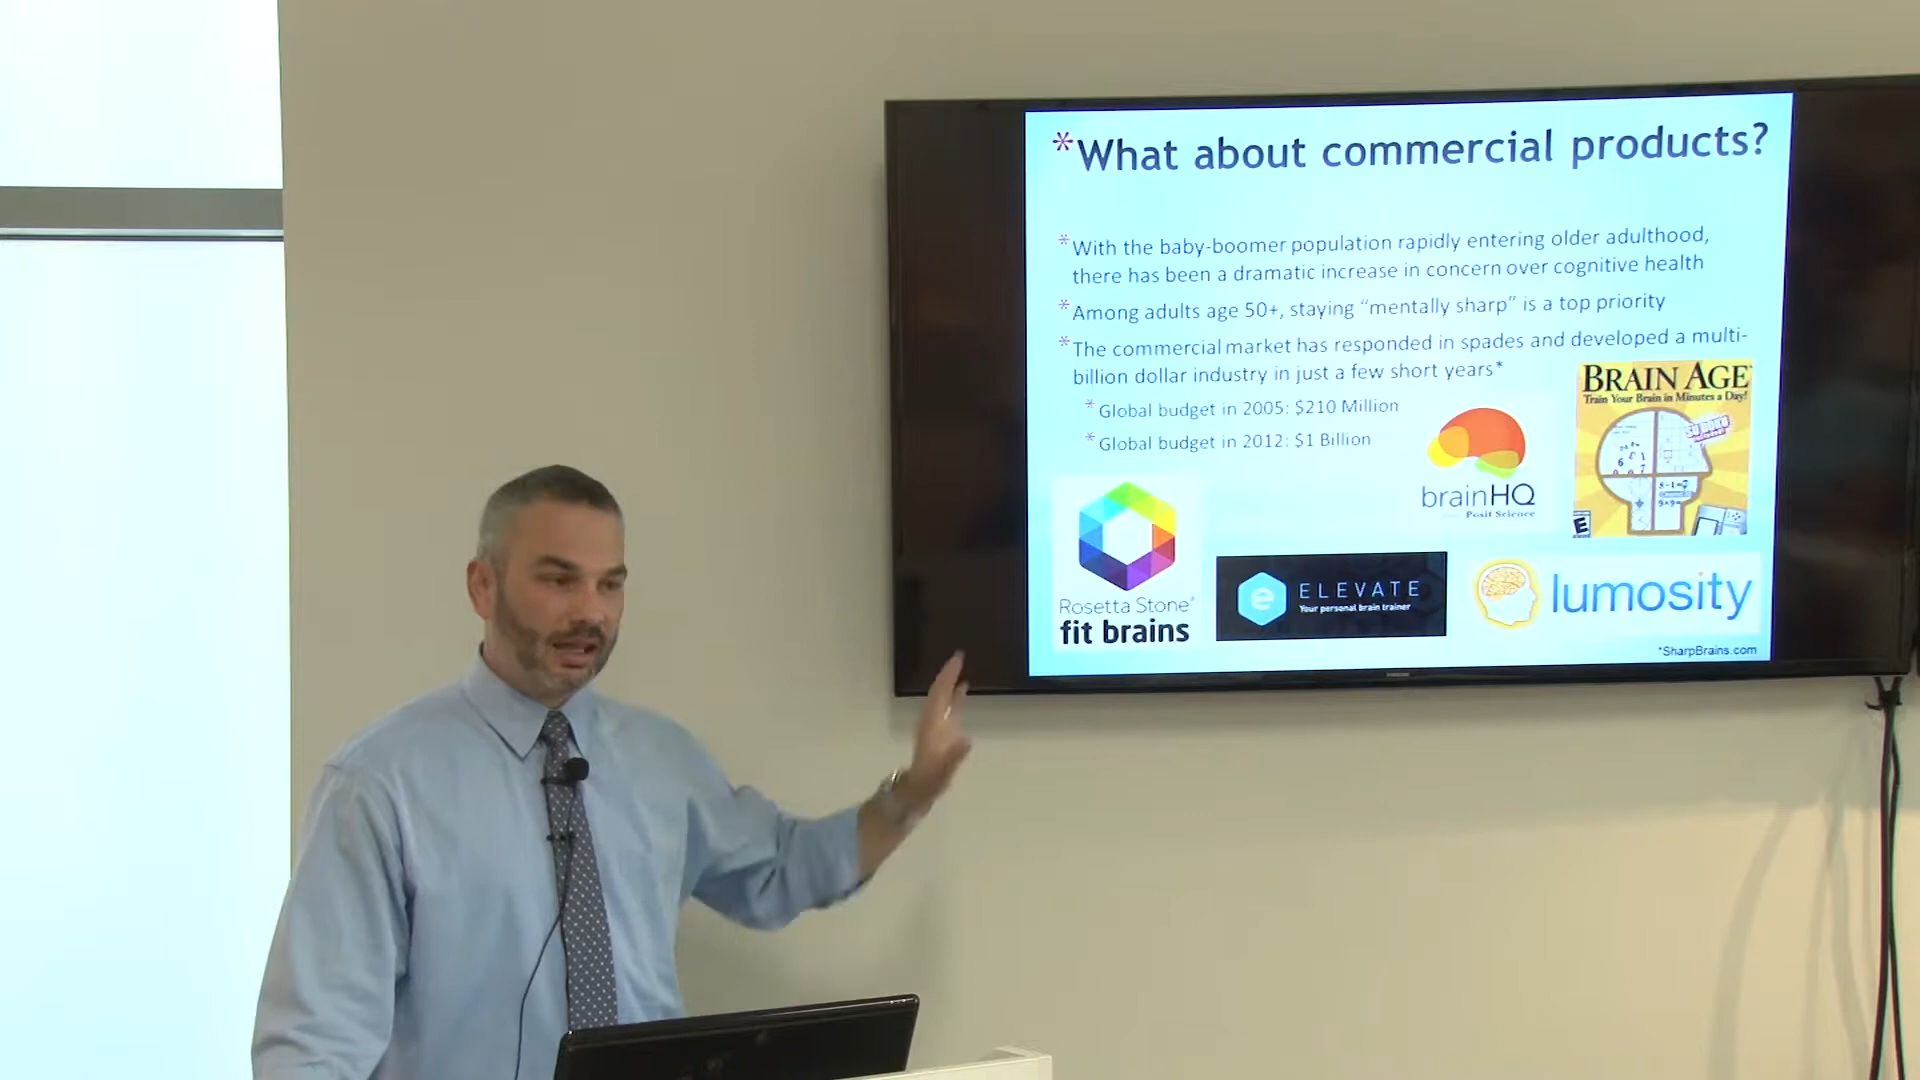 *What about commercial products?
*With the baby-boomer population rapidly entering older adulthood,
there has been a dramatic increase in concern over cognitive health
*Among adults age 50+, staying “mentally sharp” is a top priority
*The commercial market has responded in spades and developed a multi-
billion dollar industry in just a few short years*
*Global budget in 2005: $210 Million
*Global budget in 2012: $1 Billion
BRAIN AGE
Train Your Brain in Minutes a Day!
SUDOKU
brainHQ
Posit Science
E
Rosetta Stone
fit brains
e
ELEVATE
Your personal brain trainer
lumosity
*SharpBrains.com
SAMSUNG